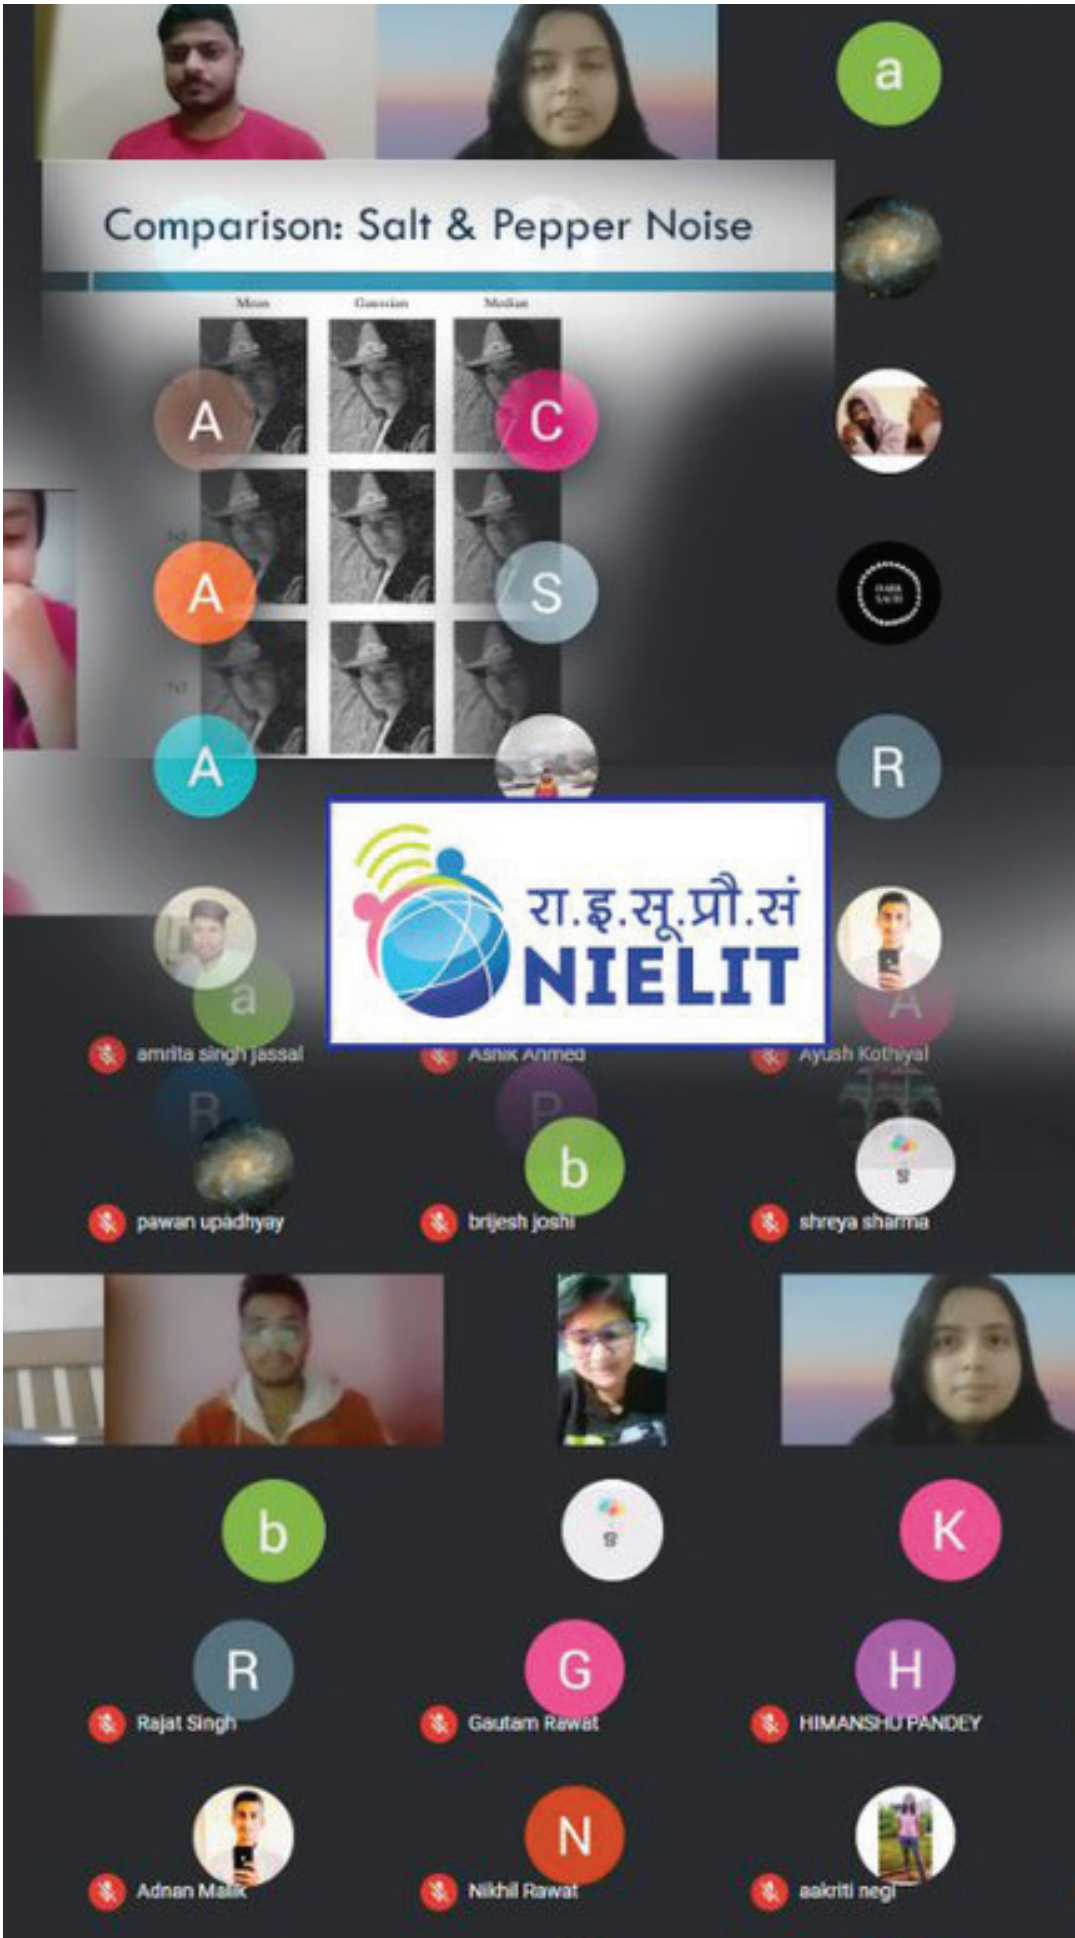 a
Comparison: Salt & Pepper Noise
Mean Gaussian Median
A C
A S
A R
रा.इ.सू.प्रौ.सं
NIELIT
a A
amrita singh jassal Ashik Ahmed Ayush Kothiyal
R P
b
pawan upadhyay brijesh joshi shreya sharma
b K
R G H
Rajat Singh Gautam Rawat HIMANSHU PANDEY
N
Adnan Malik Nikhil Rawat aakriti negi